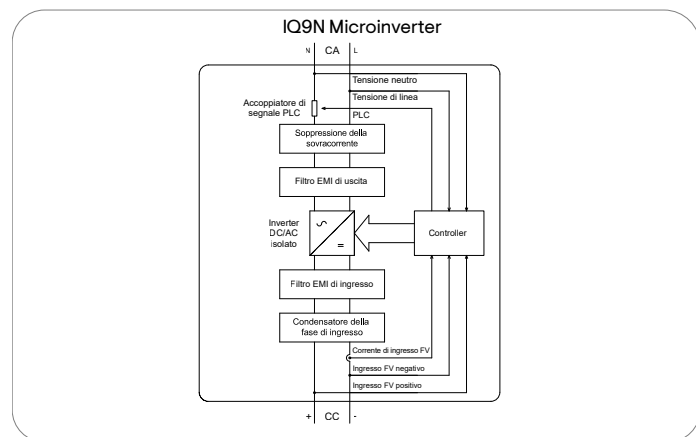 IQ9N Microinverter
N CA L
Tensione neutro
Tensione di linea
Accoppiatore di
segnale PLC
PLC
Soppressione della
sovracorrente
Filtro EMI di uscita
Inverter
DC/AC
isolato
Controller
Filtro EMI di ingresso
Condensatore della
fase di ingresso
Corrente di ingresso FV
Ingresso FV negativo
Ingresso FV positivo
+ CC -